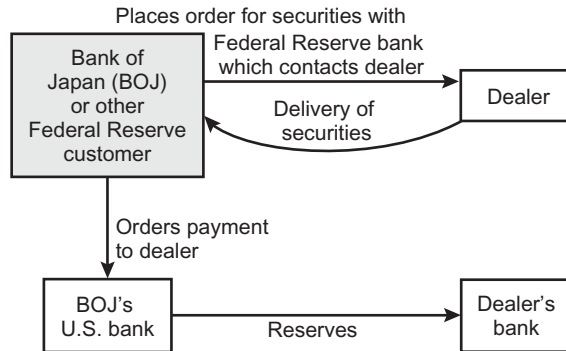 Places order for securities with
Federal Reserve bank
which contacts dealer
Bank of
Japan (BOJ)
or other
Federal Reserve
customer
Dealer
Delivery of
securities
Orders payment
to dealer
BOJ's
U.S. bank
Reserves
Dealer's
bank